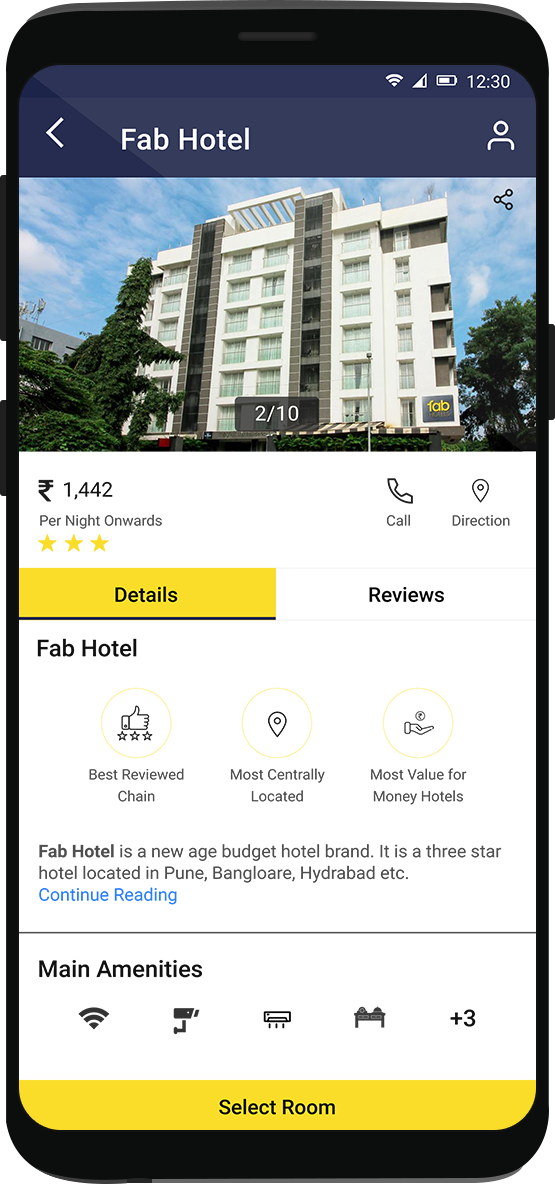 12:30
Fab Hotel
2/10
fab
HOTELS
₹ 1,442
Per Night Onwards
Call
Direction
Details
Reviews
Fab Hotel
Best Reviewed
Chain
Most Centrally
Located
Most Value for
Money Hotels
Fab Hotel is a new age budget hotel brand. It is a three star
hotel located in Pune, Bangloare, Hydrabad etc.
Continue Reading
Main Amenities
+3
Select Room